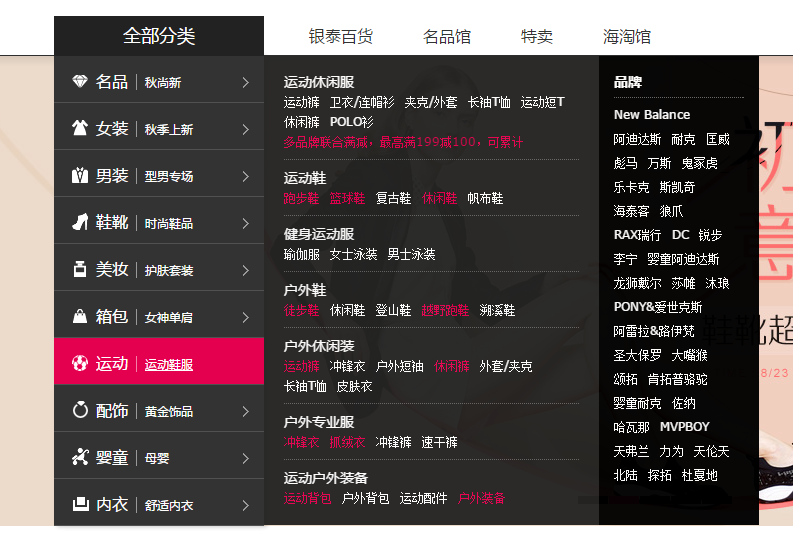 全部分类
银泰百货 名品馆 特卖 海淘馆
名品 秋尚新
女装 秋季上新
男装 型男专场
鞋靴 时尚鞋品
美妆 护肤套装
箱包 女神单肩
运动 运动鞋服
配饰 黄金饰品
婴童 母婴
内衣 舒适内衣
运动休闲服
运动裤 卫衣/连帽衫 夹克/外套 长袖T恤 运动短T
休闲裤 POLO衫
多品牌联合满减，最高满199减100，可累计
运动鞋
跑步鞋 篮球鞋 复古鞋 休闲鞋 帆布鞋
健身运动服
瑜伽服 女士泳装 男士泳装
户外鞋
徒步鞋 休闲鞋 登山鞋 越野跑鞋 溯溪鞋
户外休闲装
运动裤 冲锋衣 户外短袖 休闲裤 外套/夹克
长袖T恤 皮肤衣
户外专业服
冲锋衣 抓绒衣 冲锋裤 速干裤
运动户外装备
运动背包 户外背包 运动配件 户外装备
品牌
New Balance
阿迪达斯 耐克 匡威
彪马 万斯 鬼冢虎
乐卡克 斯凯奇
海泰客 狼爪
RAX瑞行 DC 锐步
李宁 婴童阿迪达斯
龙狮戴尔 莎帷 沐琅
PONY&爱世克斯
阿雷拉&路伊梵
圣大保罗 大嘴猴
颂拓 肯拓普骆驼
婴童耐克 佐纳
哈瓦那 MVPBOY
天弗兰 力为 天伦天
北陆 探拓 杜戛地
初
意
鞋靴超
8/23